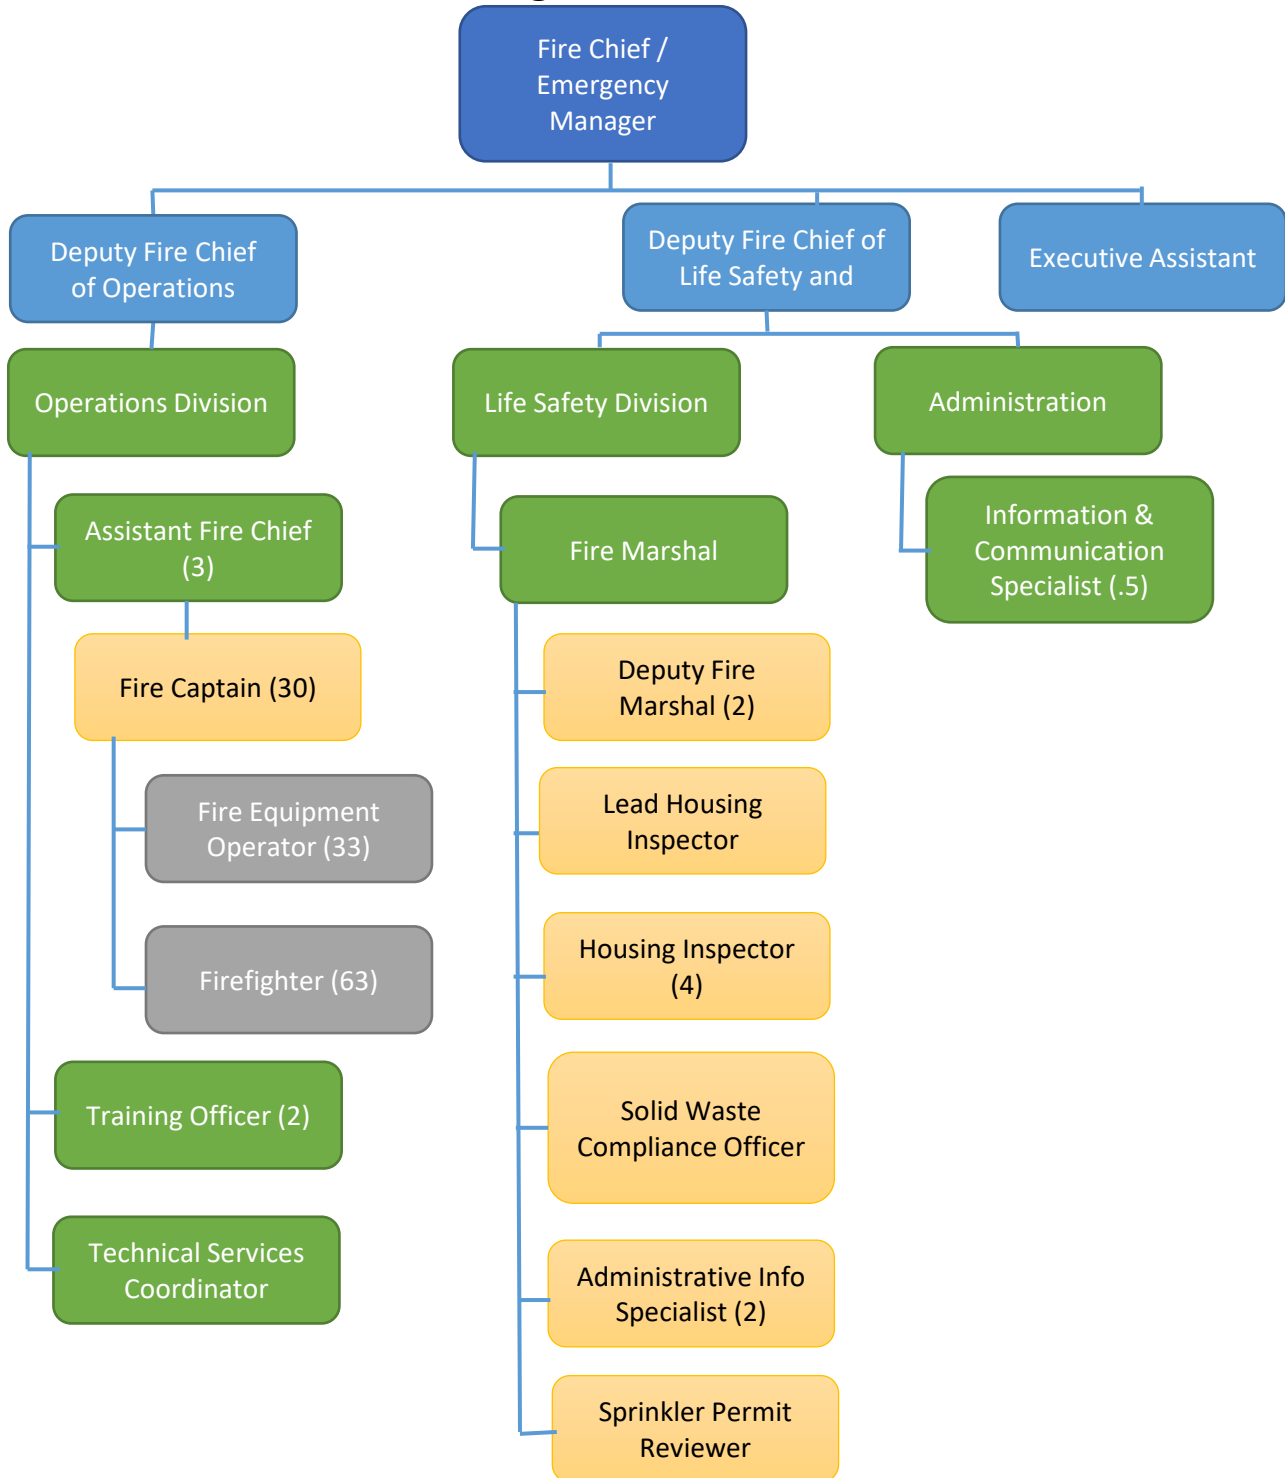 Fire Chief /
Emergency
Manager
Deputy Fire Chief
of Operations
Deputy Fire Chief of
Life Safety and
Executive Assistant
Operations Division
Life Safety Division
Administration
Assistant Fire Chief
(3)
Fire Captain (30)
Fire Equipment
Operator (33)
Firefighter (63)
Training Officer (2)
Technical Services
Coordinator
Fire Marshal
Deputy Fire
Marshal (2)
Lead Housing
Inspector
Housing Inspector
(4)
Solid Waste
Compliance Officer
Administrative Info
Specialist (2)
Sprinkler Permit
Reviewer
Information &
Communication
Specialist (.5)